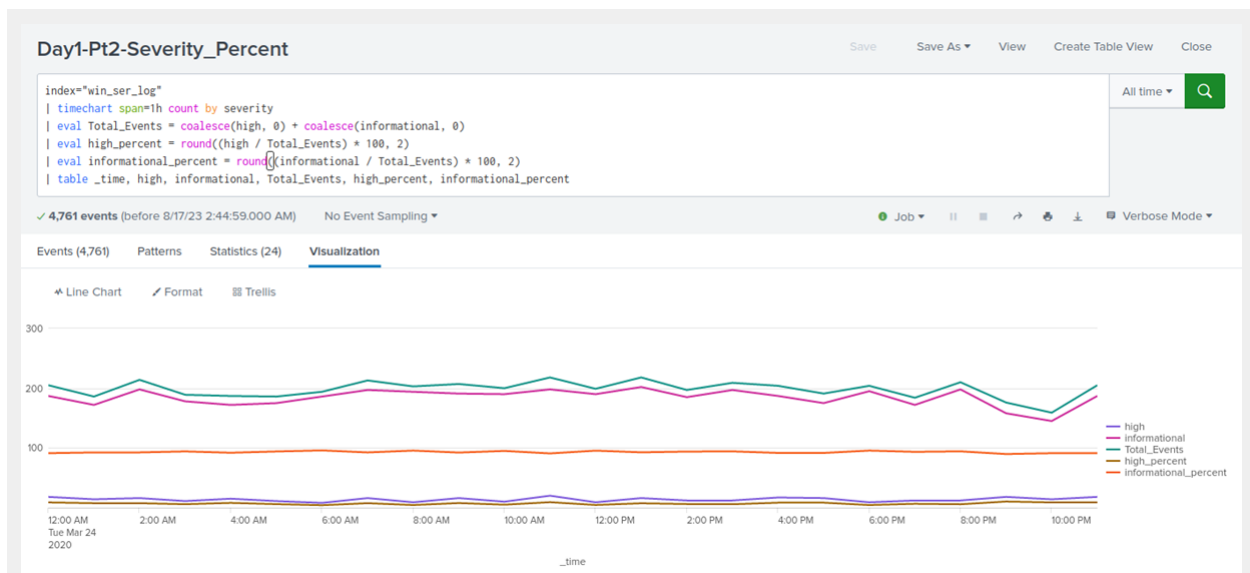 Day1-Pt2-Severity_Percent
Save Save As ▾ View Create Table View Close
index="win_ser_log"
| timechart span=1h count by severity
| eval Total_Events = coalesce(high, 0) + coalesce(informational, 0)
| eval high_percent = round((high / Total_Events) * 100, 2)
| eval informational_percent = round((informational / Total_Events) * 100, 2)
| table _time, high, informational, Total_Events, high_percent, informational_percent
All time ▾
✓ 4,761 events (before 8/17/23 2:44:59.000 AM) No Event Sampling ▾
Job ▾ Verbose Mode ▾
Events (4,761) Patterns Statistics (24) Visualization
Line Chart Format Trellis
300
200
100
high
informational
Total_Events
high_percent
informational_percent
12:00 AM 2:00 AM 4:00 AM 6:00 AM 8:00 AM 10:00 AM 12:00 PM 2:00 PM 4:00 PM 6:00 PM 8:00 PM 10:00 PM
Tue Mar 24
2020
_time